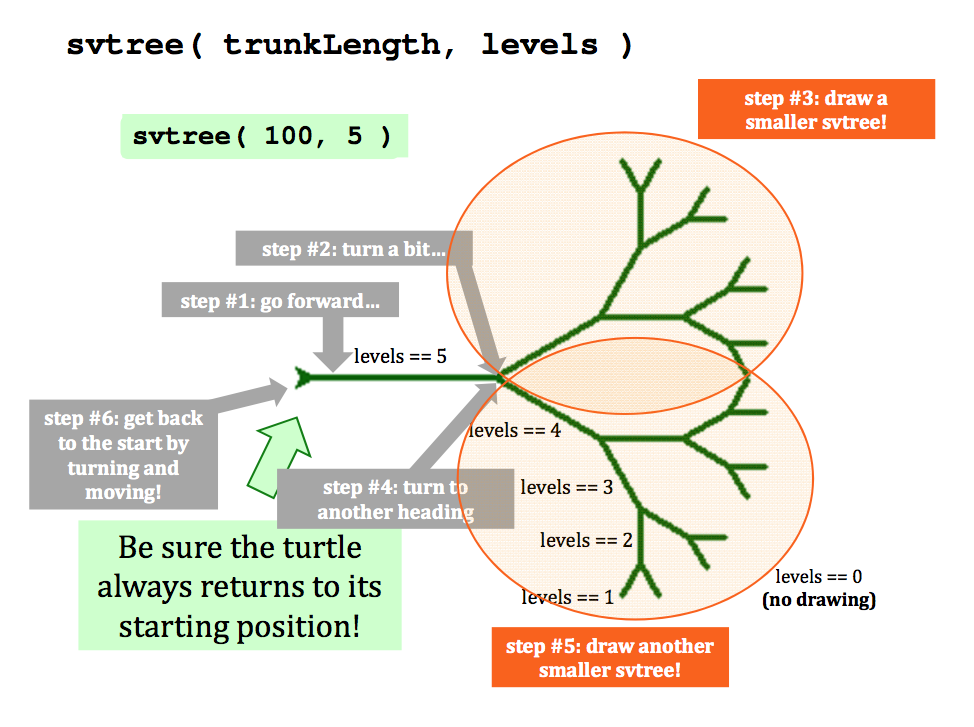 svtree( trunkLength, levels )
step #3: draw a
smaller svtree!
svtree( 100, 5 )
step #2: turn a bit…
step #1: go forward…
levels == 5
step #6: get back
to the start by
turning and
moving!
levels == 4
step #4: turn to
another heading
levels == 3
Be sure the turtle
always returns to its
starting position!
levels == 2
levels == 1
levels == 0
(no drawing)
step #5: draw another
smaller svtree!